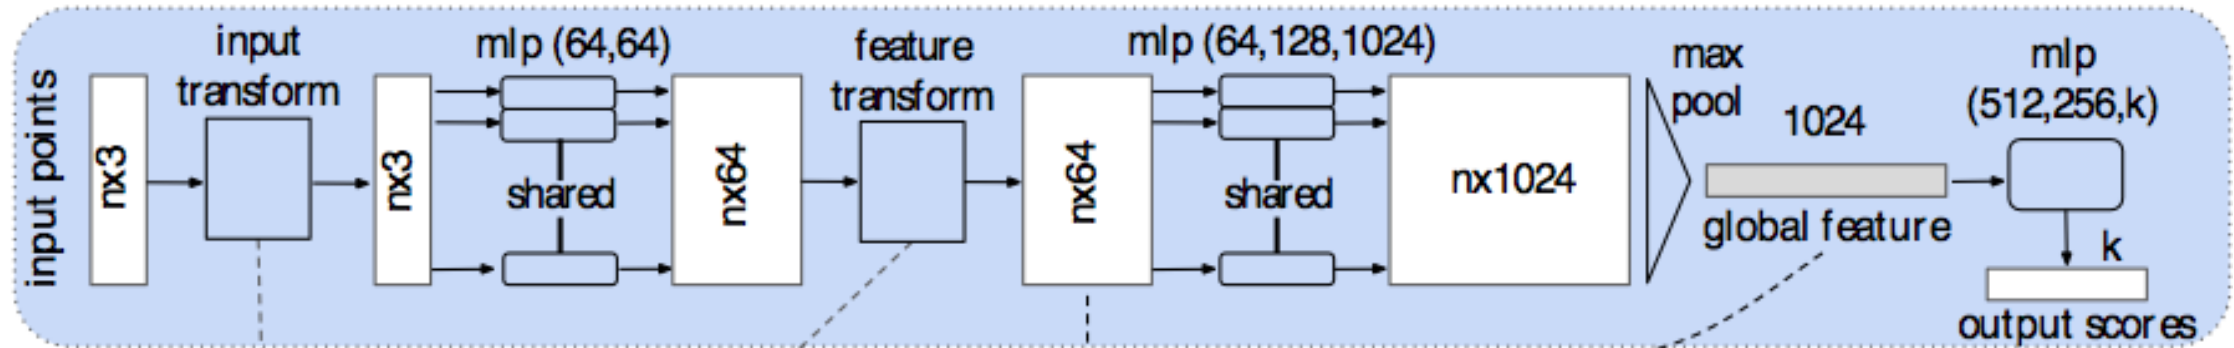 input points
nx3
input
transform
nx3
mlp (64,64)
shared
nx64
feature
transform
nx64
mlp (64,128,1024)
shared
nx1024
max
pool
1024
global feature
mlp
(512,256,k)
k
output scores